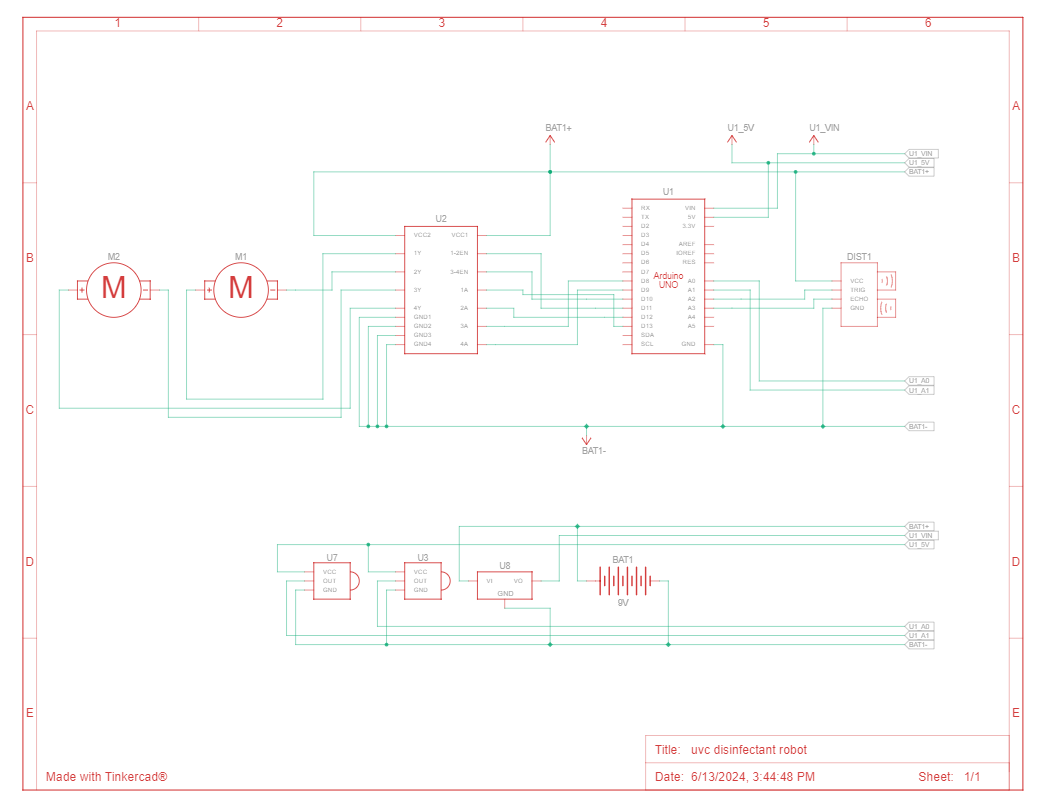 1 2 3 4 5 6
A A
BAT1+ U1_5V U1_VIN
U1_VIN
U1_5V
BAT1+
U1
U2
VCC2 VCC1
1Y 1-2EN
2Y 3-4EN
3Y 1A
4Y 2A
GND1
GND2 3A
GND3
GND4 4A
RX VIN
TX 5V
D2 3.3V
D3
D4 AREF
D5 IOREF
D6 RES
D7
D8 A0
D9 A1
D10 A2
D11 A3
D12 A4
D13 A5
SDA
SCL GND
Arduino
UNO
B B
M2 M1 DIST1
M M
+ - + -
VCC
TRIG
ECHO
GND
U1_A0
U1_A1
C C
BAT1-
BAT1-
BAT1+
U1_VIN
U1_5V
D D
U7 U3 U8 BAT1
VCC VCC
OUT OUT VI VO
GND GND GND
9V
U1_A0
U1_A1
BAT1-
E E
Title: uvc disinfectant robot
Made with Tinkercad® Date: 6/13/2024, 3:44:48 PM Sheet: 1/1